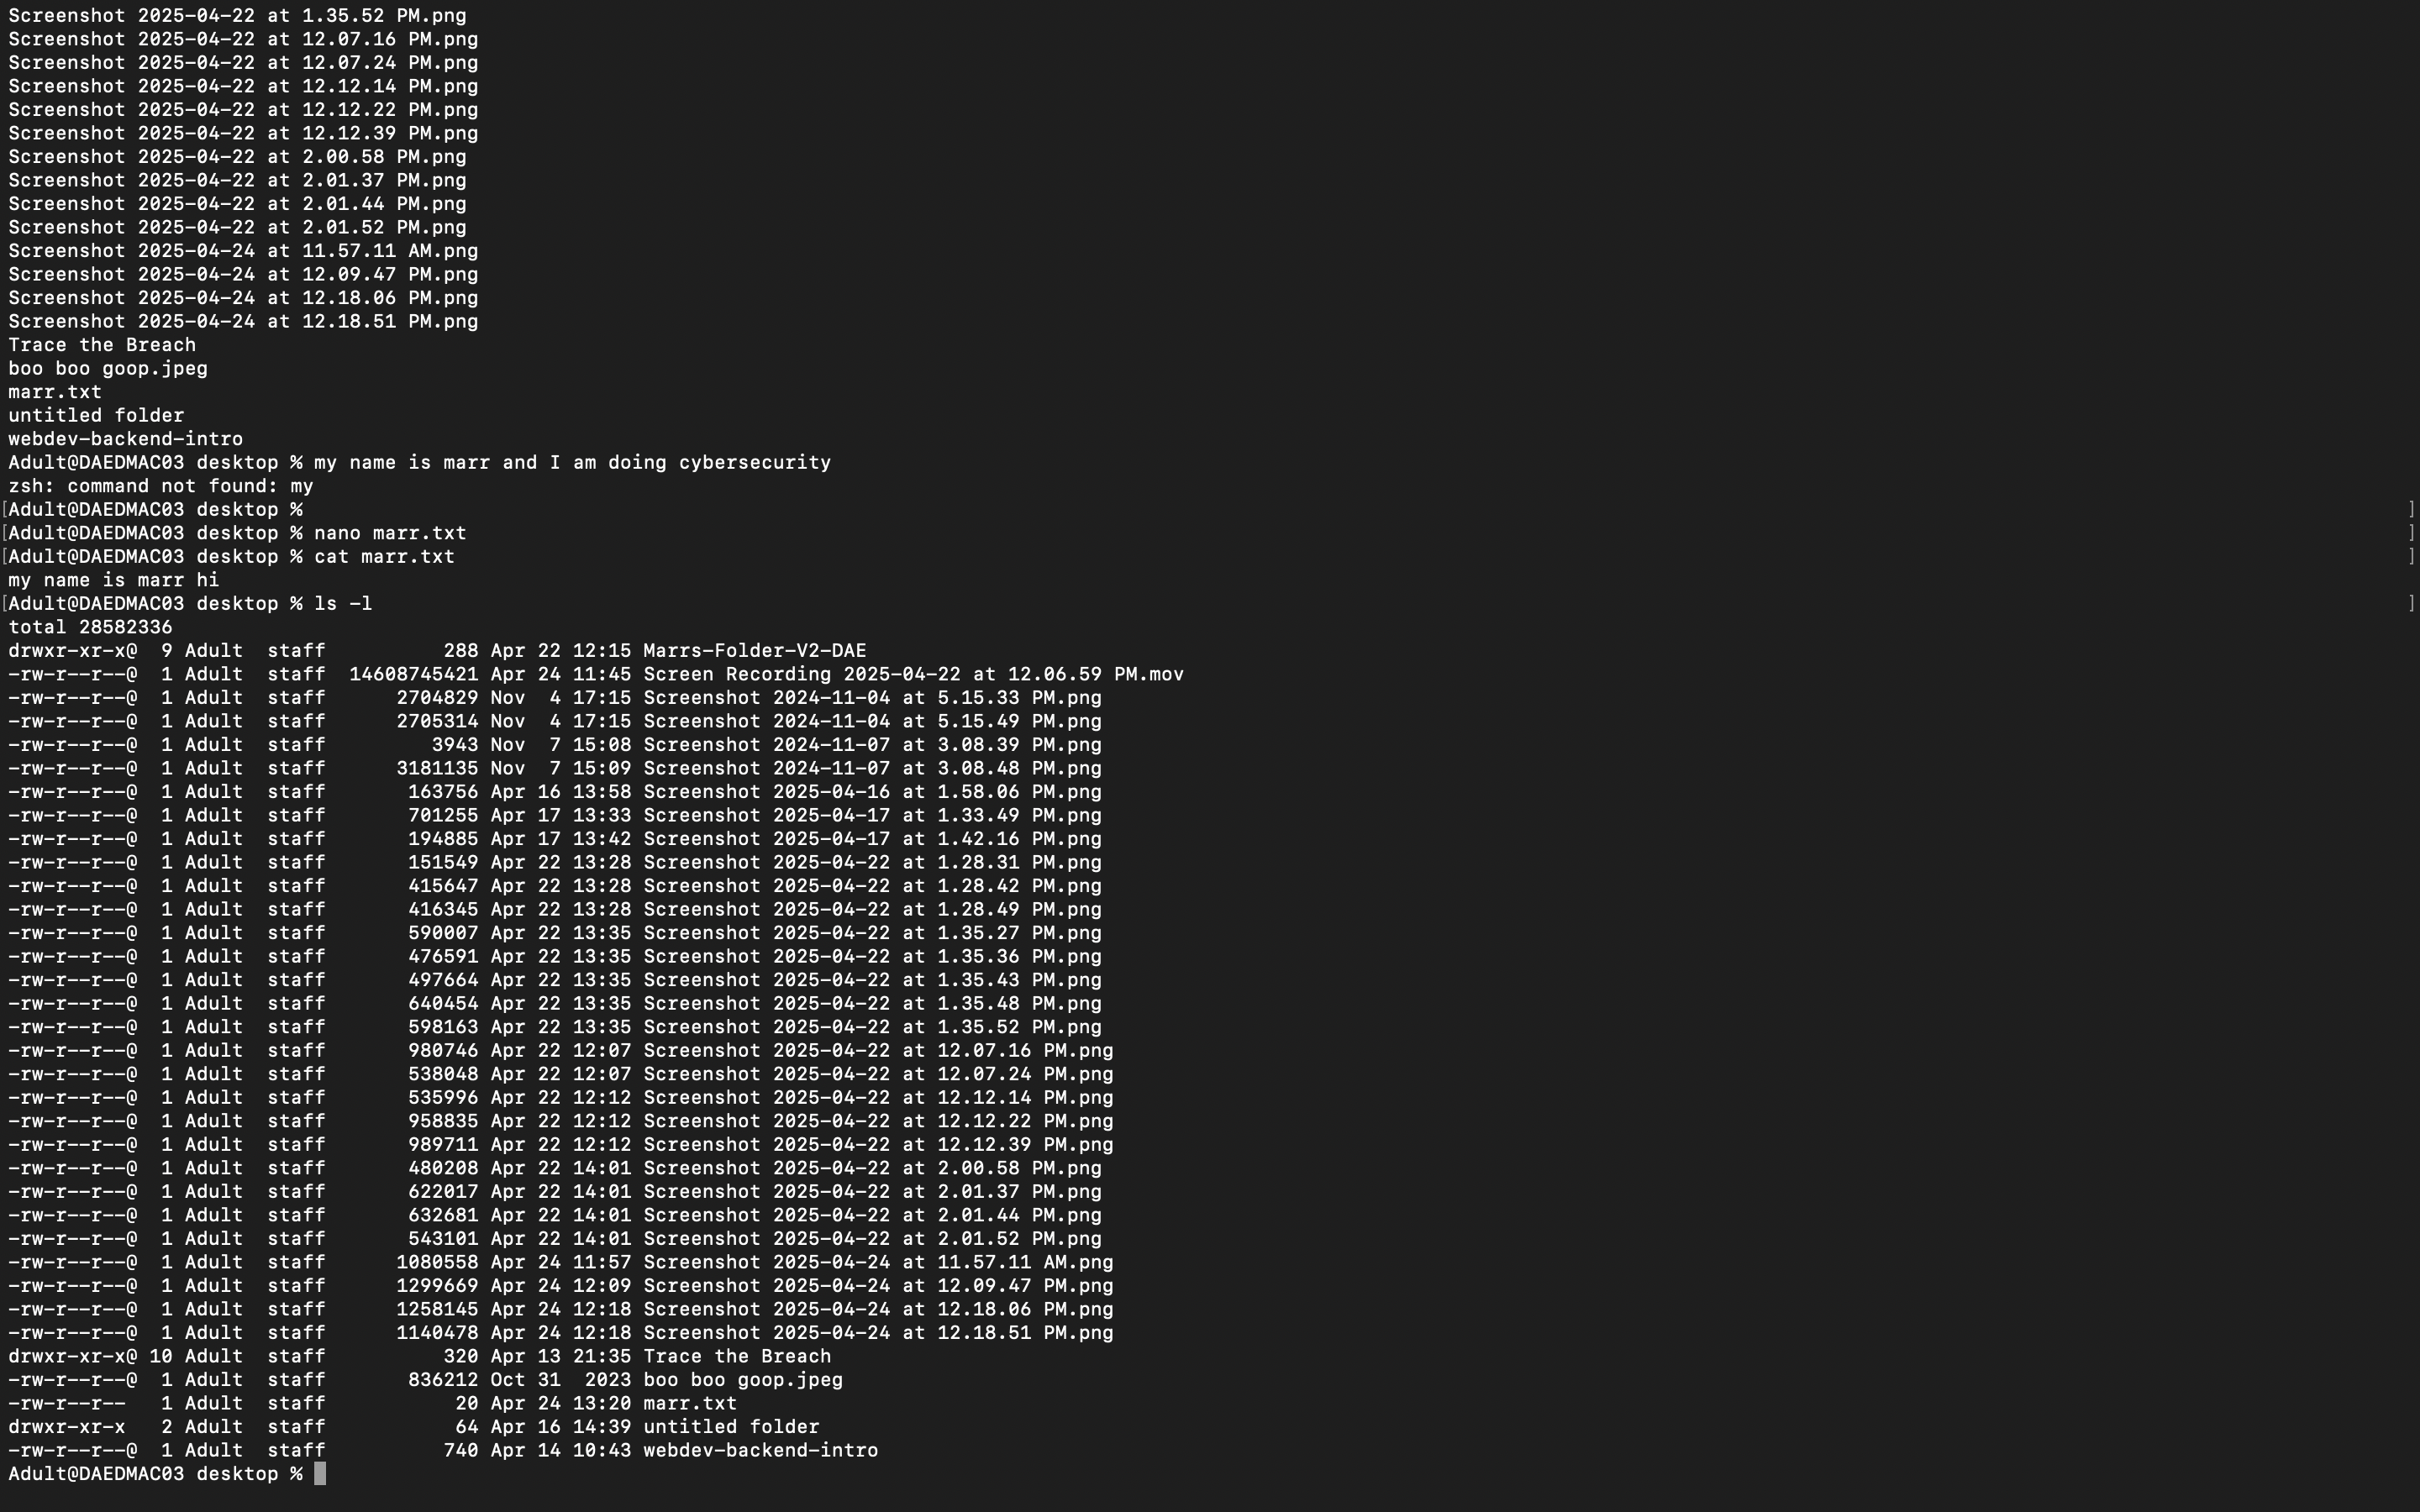 Screenshot 2025-04-22 at 1.35.52 PM.png
Screenshot 2025-04-22 at 12.07.16 PM.png
Screenshot 2025-04-22 at 12.07.24 PM.png
Screenshot 2025-04-22 at 12.12.14 PM.png
Screenshot 2025-04-22 at 12.12.22 PM.png
Screenshot 2025-04-22 at 12.12.39 PM.png
Screenshot 2025-04-22 at 2.00.58 PM.png
Screenshot 2025-04-22 at 2.01.37 PM.png
Screenshot 2025-04-22 at 2.01.44 PM.png
Screenshot 2025-04-22 at 2.01.52 PM.png
Screenshot 2025-04-24 at 11.57.11 AM.png
Screenshot 2025-04-24 at 12.09.47 PM.png
Screenshot 2025-04-24 at 12.18.06 PM.png
Screenshot 2025-04-24 at 12.18.51 PM.png
Trace the Breach
boo boo goop.jpeg
marr.txt
untitled folder
webdev-backend-intro
Adult@DAEDMAC03 desktop % my name is marr and I am doing cybersecurity
zsh: command not found: my
[Adult@DAEDMAC03 desktop % ]
[Adult@DAEDMAC03 desktop % nano marr.txt ]
[Adult@DAEDMAC03 desktop % cat marr.txt ]
my name is marr hi
[Adult@DAEDMAC03 desktop % ls -l ]
total 28582336
drwxr-xr-x@  9 Adult  staff          288 Apr 22 12:15 Marrs-Folder-V2-DAE
-rw-r--r--@  1 Adult  staff  14608745421 Apr 24 11:45 Screen Recording 2025-04-22 at 12.06.59 PM.mov
-rw-r--r--@  1 Adult  staff      2704829 Nov  4 17:15 Screenshot 2024-11-04 at 5.15.33 PM.png
-rw-r--r--@  1 Adult  staff      2705314 Nov  4 17:15 Screenshot 2024-11-04 at 5.15.49 PM.png
-rw-r--r--@  1 Adult  staff         3943 Nov  7 15:08 Screenshot 2024-11-07 at 3.08.39 PM.png
-rw-r--r--@  1 Adult  staff      3181135 Nov  7 15:09 Screenshot 2024-11-07 at 3.08.48 PM.png
-rw-r--r--@  1 Adult  staff       163756 Apr 16 13:58 Screenshot 2025-04-16 at 1.58.06 PM.png
-rw-r--r--@  1 Adult  staff       701255 Apr 17 13:33 Screenshot 2025-04-17 at 1.33.49 PM.png
-rw-r--r--@  1 Adult  staff       194885 Apr 17 13:42 Screenshot 2025-04-17 at 1.42.16 PM.png
-rw-r--r--@  1 Adult  staff       151549 Apr 22 13:28 Screenshot 2025-04-22 at 1.28.31 PM.png
-rw-r--r--@  1 Adult  staff       415647 Apr 22 13:28 Screenshot 2025-04-22 at 1.28.42 PM.png
-rw-r--r--@  1 Adult  staff       416345 Apr 22 13:28 Screenshot 2025-04-22 at 1.28.49 PM.png
-rw-r--r--@  1 Adult  staff       590007 Apr 22 13:35 Screenshot 2025-04-22 at 1.35.27 PM.png
-rw-r--r--@  1 Adult  staff       476591 Apr 22 13:35 Screenshot 2025-04-22 at 1.35.36 PM.png
-rw-r--r--@  1 Adult  staff       497664 Apr 22 13:35 Screenshot 2025-04-22 at 1.35.43 PM.png
-rw-r--r--@  1 Adult  staff       640454 Apr 22 13:35 Screenshot 2025-04-22 at 1.35.48 PM.png
-rw-r--r--@  1 Adult  staff       598163 Apr 22 13:35 Screenshot 2025-04-22 at 1.35.52 PM.png
-rw-r--r--@  1 Adult  staff       980746 Apr 22 12:07 Screenshot 2025-04-22 at 12.07.16 PM.png
-rw-r--r--@  1 Adult  staff       538048 Apr 22 12:07 Screenshot 2025-04-22 at 12.07.24 PM.png
-rw-r--r--@  1 Adult  staff       535996 Apr 22 12:12 Screenshot 2025-04-22 at 12.12.14 PM.png
-rw-r--r--@  1 Adult  staff       958835 Apr 22 12:12 Screenshot 2025-04-22 at 12.12.22 PM.png
-rw-r--r--@  1 Adult  staff       989711 Apr 22 12:12 Screenshot 2025-04-22 at 12.12.39 PM.png
-rw-r--r--@  1 Adult  staff       480208 Apr 22 14:01 Screenshot 2025-04-22 at 2.00.58 PM.png
-rw-r--r--@  1 Adult  staff       622017 Apr 22 14:01 Screenshot 2025-04-22 at 2.01.37 PM.png
-rw-r--r--@  1 Adult  staff       632681 Apr 22 14:01 Screenshot 2025-04-22 at 2.01.44 PM.png
-rw-r--r--@  1 Adult  staff       543101 Apr 22 14:01 Screenshot 2025-04-22 at 2.01.52 PM.png
-rw-r--r--@  1 Adult  staff      1080558 Apr 24 11:57 Screenshot 2025-04-24 at 11.57.11 AM.png
-rw-r--r--@  1 Adult  staff      1299669 Apr 24 12:09 Screenshot 2025-04-24 at 12.09.47 PM.png
-rw-r--r--@  1 Adult  staff      1258145 Apr 24 12:18 Screenshot 2025-04-24 at 12.18.06 PM.png
-rw-r--r--@  1 Adult  staff      1140478 Apr 24 12:18 Screenshot 2025-04-24 at 12.18.51 PM.png
drwxr-xr-x@ 10 Adult  staff          320 Apr 13 21:35 Trace the Breach
-rw-r--r--@  1 Adult  staff       836212 Oct 31  2023 boo boo goop.jpeg
-rw-r--r--   1 Adult  staff           20 Apr 24 13:20 marr.txt
drwxr-xr-x   2 Adult  staff           64 Apr 16 14:39 untitled folder
-rw-r--r--@  1 Adult  staff          740 Apr 14 10:43 webdev-backend-intro
Adult@DAEDMAC03 desktop %